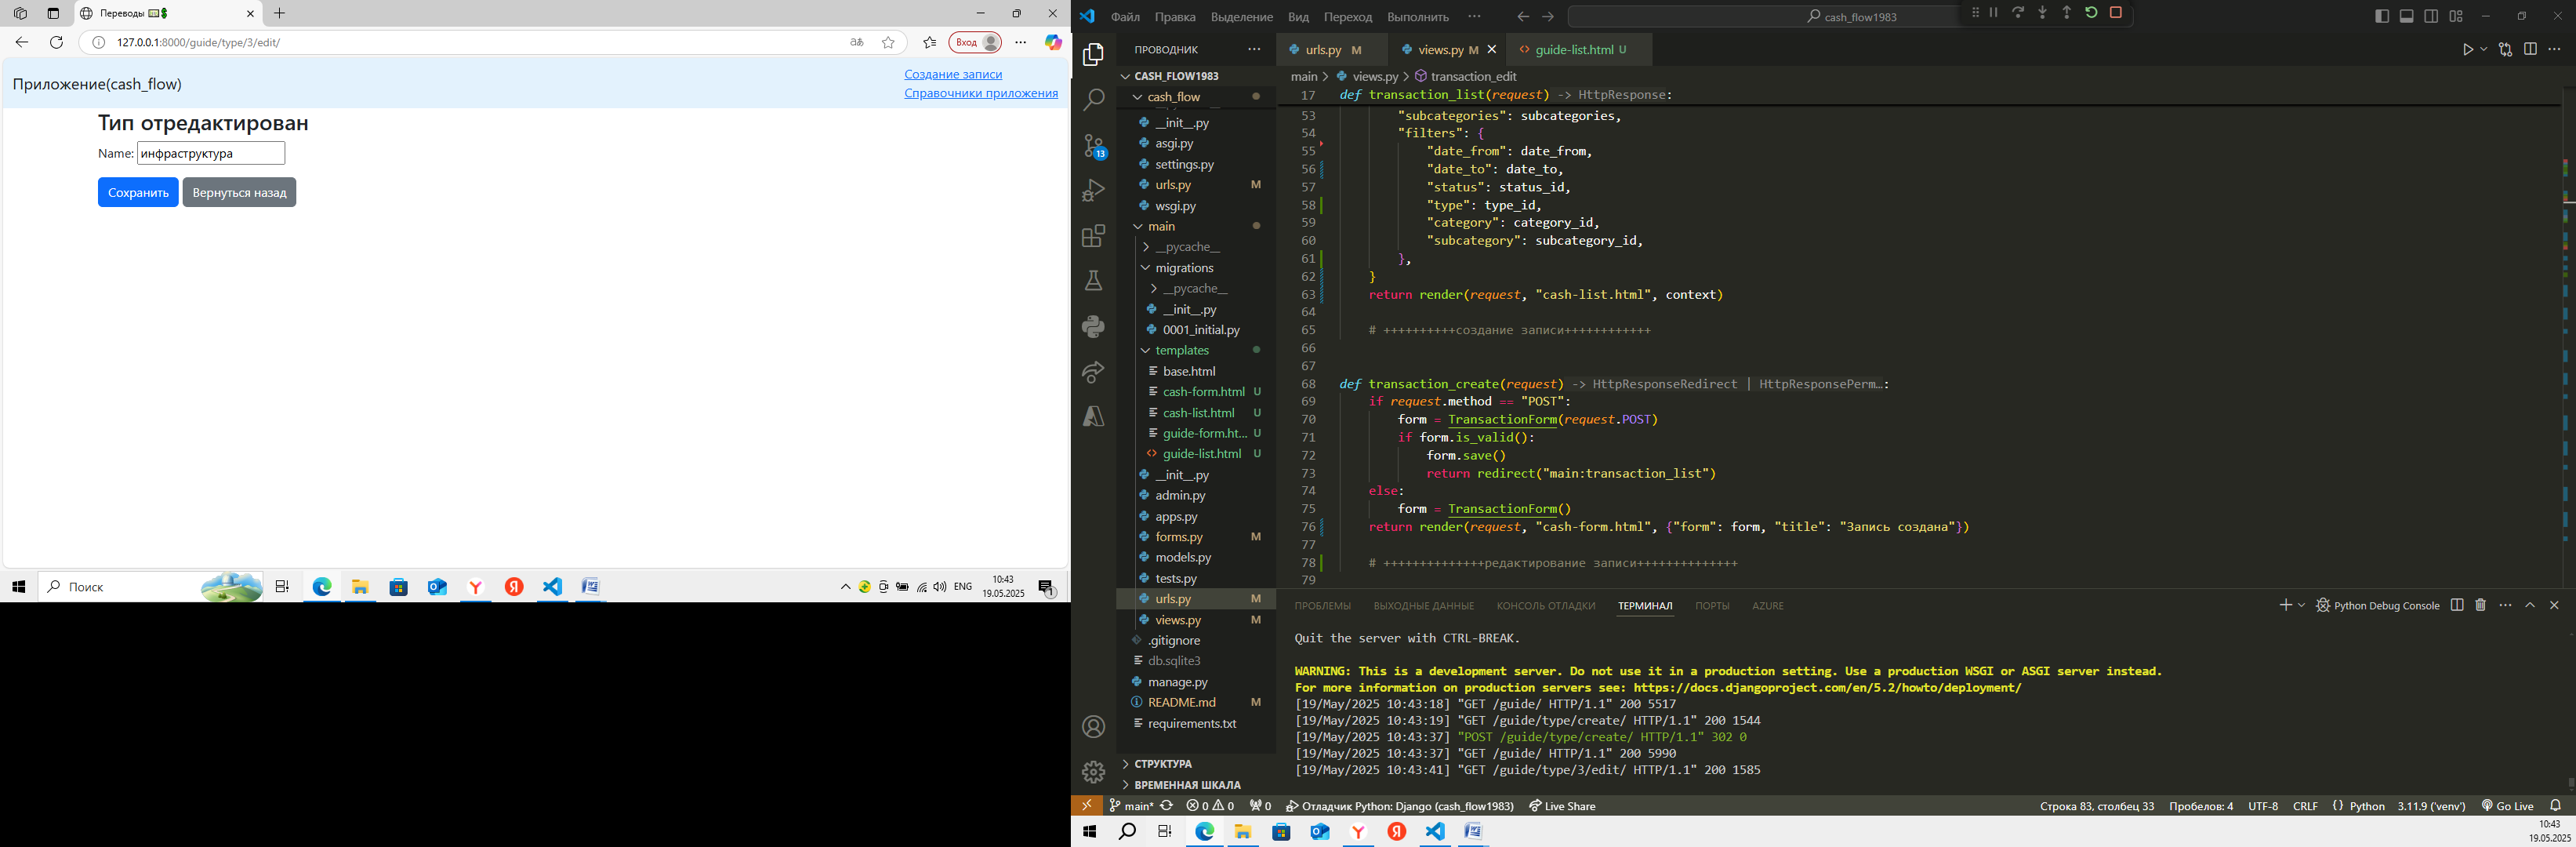 Переводы
127.0.0.1:8000/guide/type/3/edit/
Вход
Приложение(cash_flow)
Создание записи
Справочники приложения
Тип отредактирован
Name: инфраструктура
Сохранить
Вернуться назад
Поиск
ENG
10:43
19.05.2025
1
Файл Правка Выделение Вид Переход Выполнить ···
cash_flow1983
ПРОВОДНИК
CASH_FLOW1983
cash_flow
__init__.py
asgi.py
settings.py
urls.py M
wsgi.py
main
__pycache__
migrations
__pycache__
__init__.py
0001_initial.py
templates
base.html
cash-form.html U
cash-list.html U
guide-form.ht... U
guide-list.html U
__init__.py
admin.py
apps.py
forms.py M
models.py
tests.py
urls.py M
views.py M
.gitignore
db.sqlite3
manage.py
README.md M
requirements.txt
СТРУКТУРА
ВРЕМЕННАЯ ШКАЛА
13
urls.py M
views.py M
guide-list.html U
main > views.py > transaction_edit
17 def transaction_list(request) -> HttpResponse:
53 "subcategories": subcategories,
54 "filters": {
55 "date_from": date_from,
56 "date_to": date_to,
57 "status": status_id,
58 "type": type_id,
59 "category": category_id,
60 "subcategory": subcategory_id,
61 },
62 }
63 return render(request, "cash-list.html", context)
64
65 # ++++++++++создание записи++++++++++++
66
67
68 def transaction_create(request) -> HttpResponseRedirect | HttpResponsePerm…:
69 if request.method == "POST":
70 form = TransactionForm(request.POST)
71 if form.is_valid():
72 form.save()
73 return redirect("main:transaction_list")
74 else:
75 form = TransactionForm()
76 return render(request, "cash-form.html", {"form": form, "title": "Запись создана"})
77
78 # ++++++++++++++редактирование записи++++++++++++++
79
ПРОБЛЕМЫ ВЫХОДНЫЕ ДАННЫЕ КОНСОЛЬ ОТЛАДКИ ТЕРМИНАЛ ПОРТЫ AZURE
Python Debug Console
Quit the server with CTRL-BREAK.
WARNING: This is a development server. Do not use it in a production setting. Use a production WSGI or ASGI server instead.
For more information on production servers see: https://docs.djangoproject.com/en/5.2/howto/deployment/
[19/May/2025 10:43:18] "GET /guide/ HTTP/1.1" 200 5517
[19/May/2025 10:43:19] "GET /guide/type/create/ HTTP/1.1" 200 1544
[19/May/2025 10:43:37] "POST /guide/type/create/ HTTP/1.1" 302 0
[19/May/2025 10:43:37] "GET /guide/ HTTP/1.1" 200 5990
[19/May/2025 10:43:41] "GET /guide/type/3/edit/ HTTP/1.1" 200 1585
main* 0 0 0 Отладчик Python: Django (cash_flow1983) Live Share
Строка 83, столбец 33 Пробелов: 4 UTF-8 CRLF Python 3.11.9 ('venv') Go Live
10:43
19.05.2025